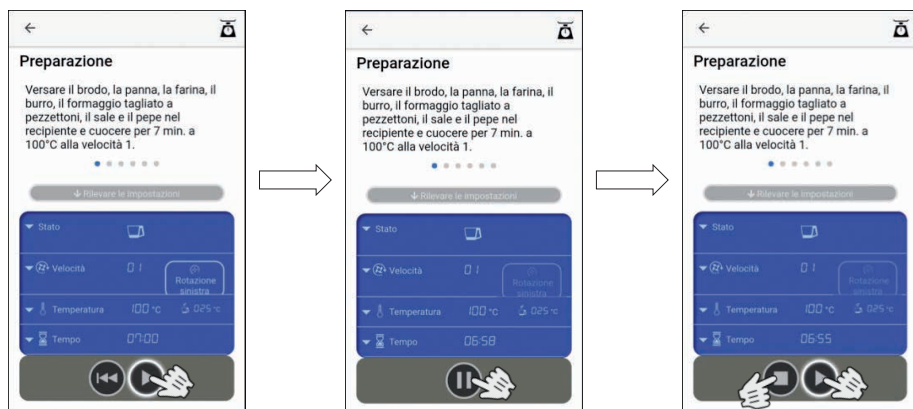 Preparazione
Versare il brodo, la panna, la farina, il
burro, il formaggio tagliato a
pezzettoni, il sale e il pepe nel
recipiente e cuocere per 7 min. a
100°C alla velocità 1.
Rilevare le impostazioni
Stato
Velocità 01
Rotazione
sinistra
Temperatura 100 °C 025 °C
Tempo 07:00
Preparazione
Versare il brodo, la panna, la farina, il
burro, il formaggio tagliato a
pezzettoni, il sale e il pepe nel
recipiente e cuocere per 7 min. a
100°C alla velocità 1.
Rilevare le impostazioni
Stato
Velocità 01
Rotazione
sinistra
Temperatura 100 °C 025 °C
Tempo 06:58
Preparazione
Versare il brodo, la panna, la farina, il
burro, il formaggio tagliato a
pezzettoni, il sale e il pepe nel
recipiente e cuocere per 7 min. a
100°C alla velocità 1.
Rilevare le impostazioni
Stato
Velocità 01
Rotazione
sinistra
Temperatura 100 °C 025 °C
Tempo 06:55